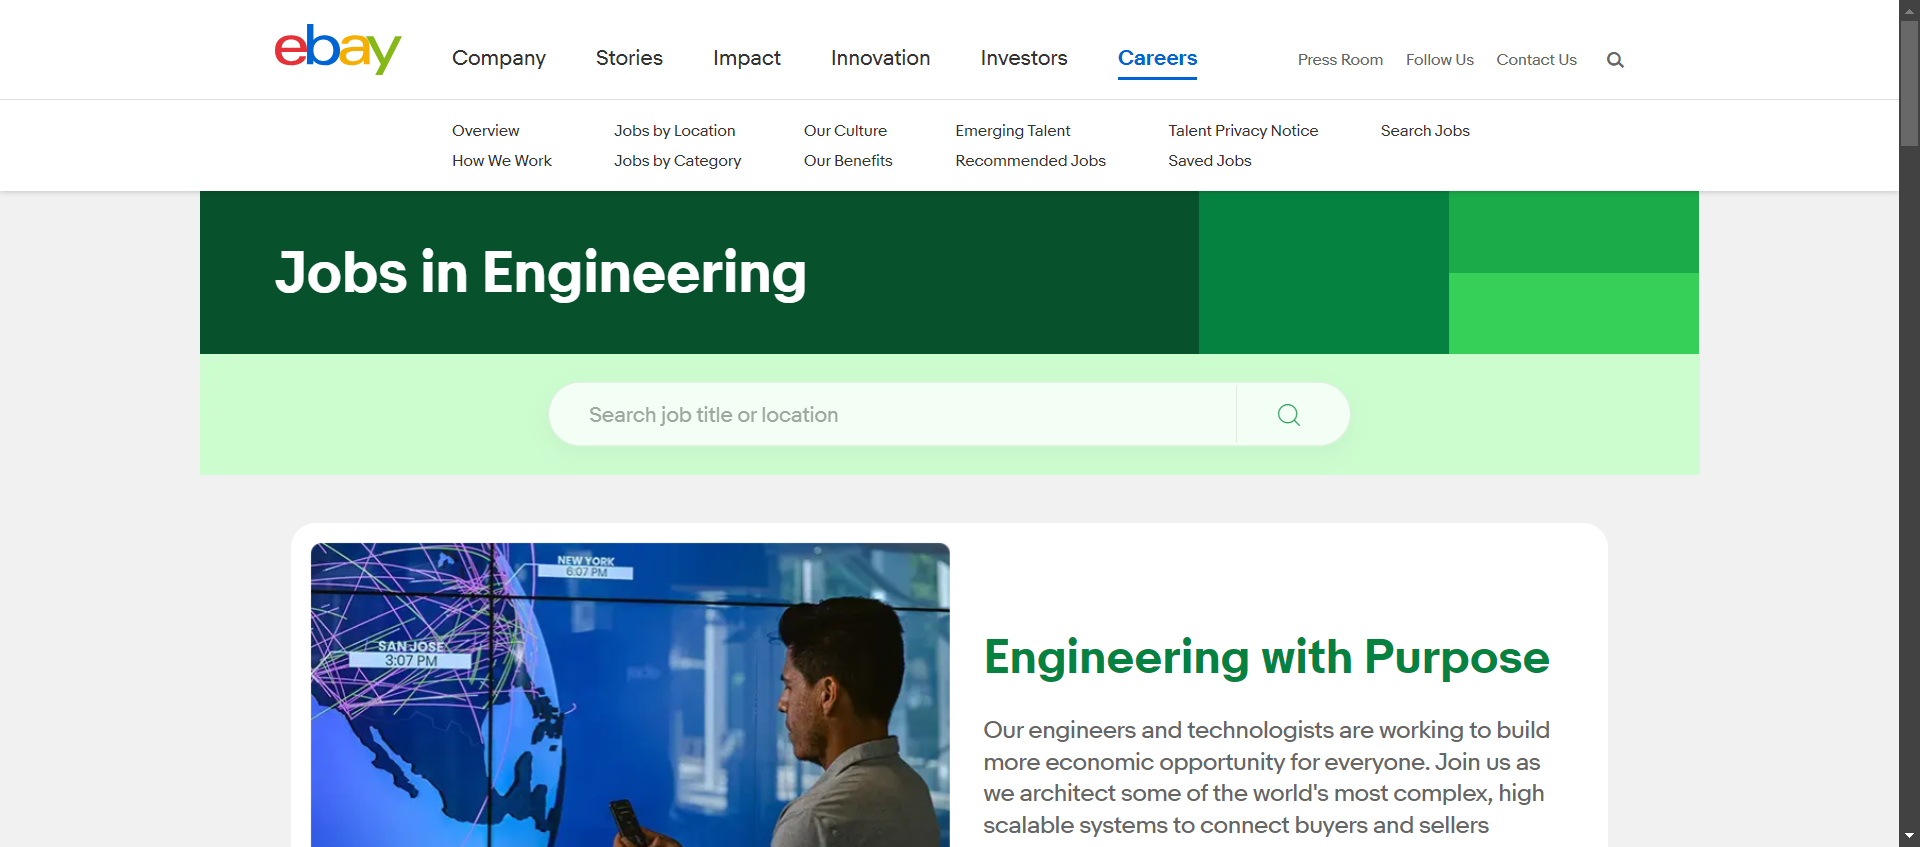 ebay
Company Stories Impact Innovation Investors Careers Press Room Follow Us Contact Us
Overview Jobs by Location Our Culture Emerging Talent Talent Privacy Notice Search Jobs
How We Work Jobs by Category Our Benefits Recommended Jobs Saved Jobs
Jobs in Engineering
Search job title or location
NEW YORK
6:07 PM
SAN JOSE
3:07 PM
Engineering with Purpose
Our engineers and technologists are working to build
more economic opportunity for everyone. Join us as
we architect some of the world's most complex, high
scalable systems to connect buyers and sellers